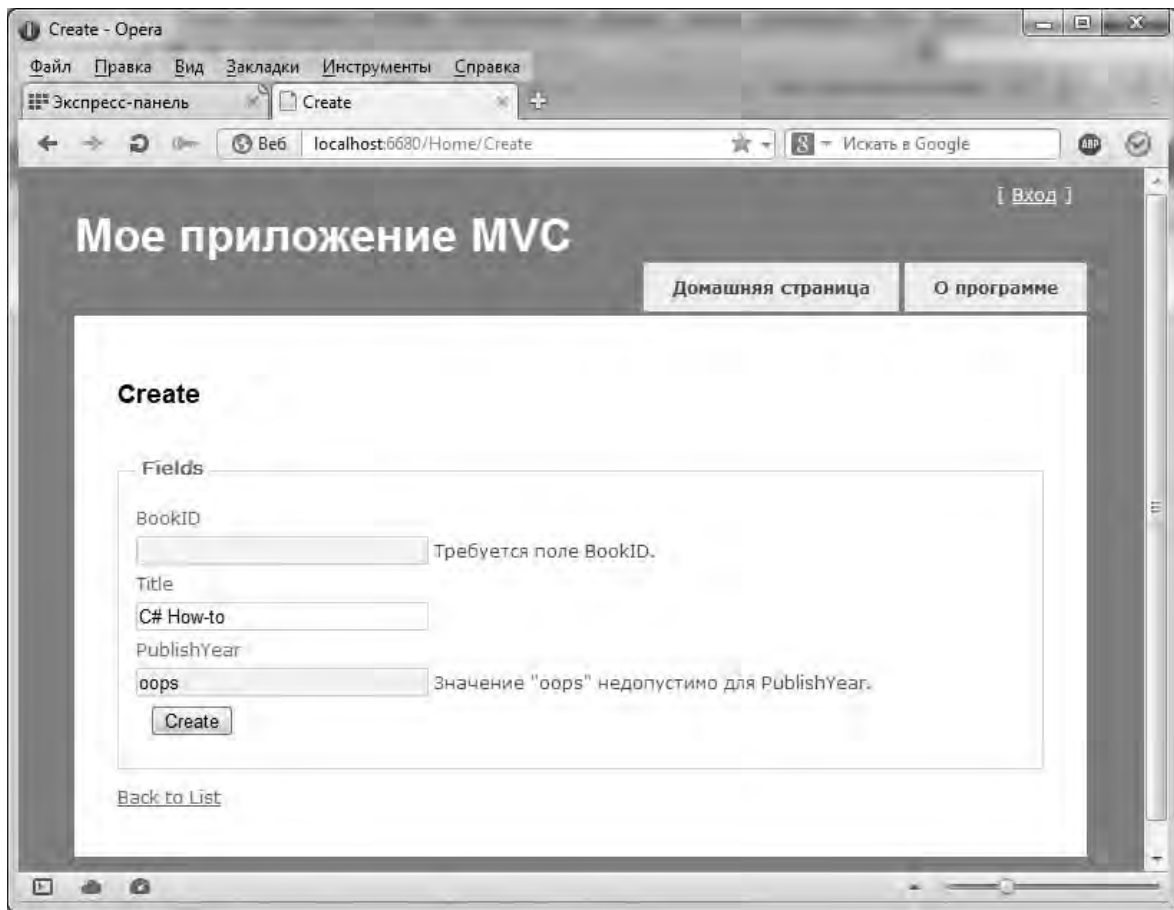 Create - Opera
Файл Правка Вид Закладки Инструменты Справка
Экспресс-панель Create
Веб localhost:6680/Home/Create Искать в Google ABP
[ Вход ]
Мое приложение MVC
Домашняя страница О программе
Create
Fields
BookID
Требуется поле BookID.
Title
C# How-to
PublishYear
oops Значение "oops" недопустимо для PublishYear.
Create
Back to List